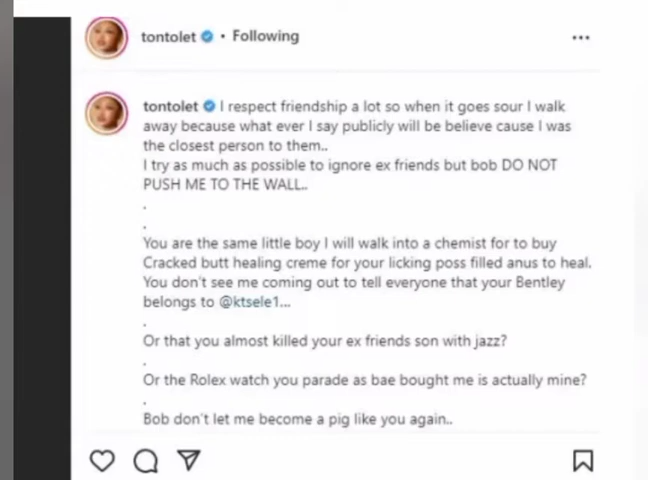 tontolet • Following
tontolet I respect friendship a lot so when it goes sour I walk
away because what ever I say publicly will be believe cause I was
the closest person to them..
I try as much as possible to ignore ex friends but bob DO NOT
PUSH ME TO THE WALL..
.
.
You are the same little boy I will walk into a chemist for to buy
Cracked butt healing creme for your licking poss filled anus to heal.
You don't see me coming out to tell everyone that your Bentley
belongs to @ktsele1...
.
Or that you almost killed your ex friends son with jazz?
.
Or the Rolex watch you parade as bae bought me is actually mine?
.
Bob don't let me become a pig like you again..